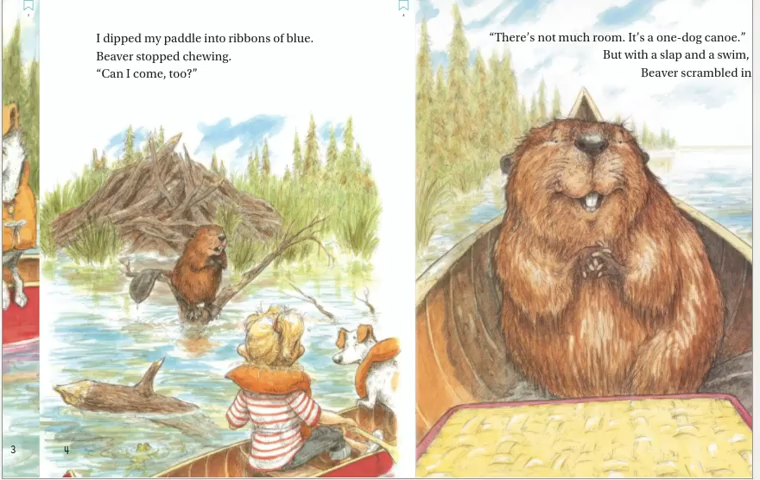 I dipped my paddle into ribbons of blue.
Beaver stopped chewing.
“Can I come, too?”
3
4
“There’s not much room. It’s a one-dog canoe.”
But with a slap and a swim,
Beaver scrambled in